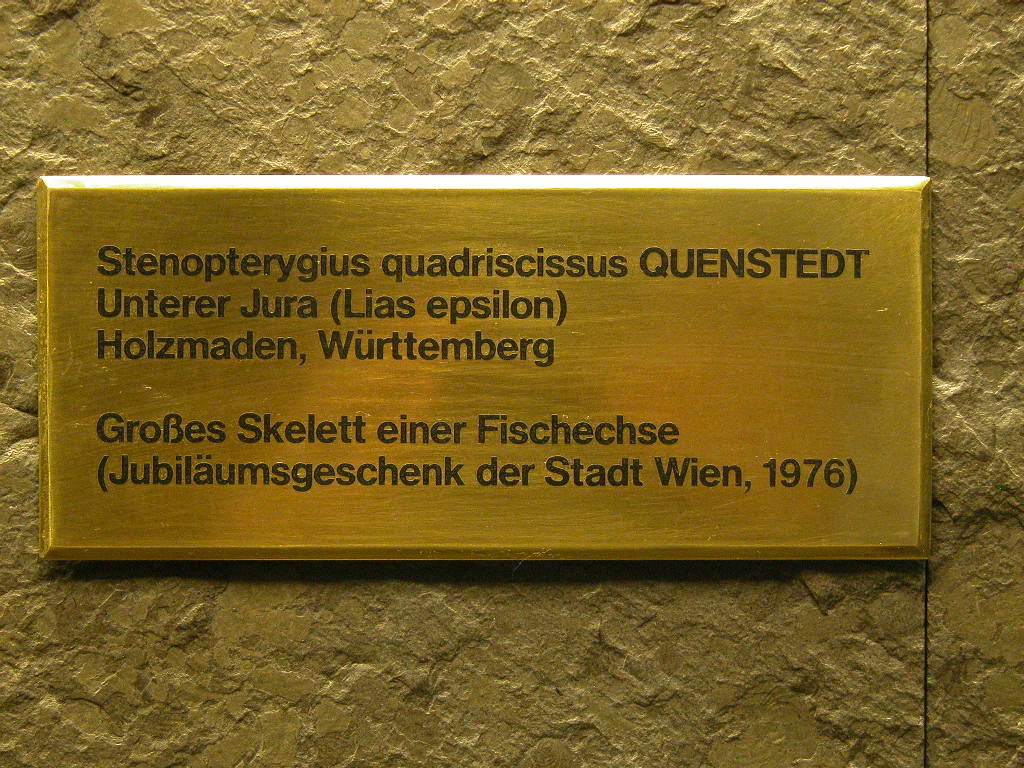 Stenopterygius quadriscissus QUENSTEDT
Unterer Jura (Lias epsilon)
Holzmaden, Württemberg
Großes Skelett einer Fischechse
(Jubiläumsgeschenk der Stadt Wien, 1976)